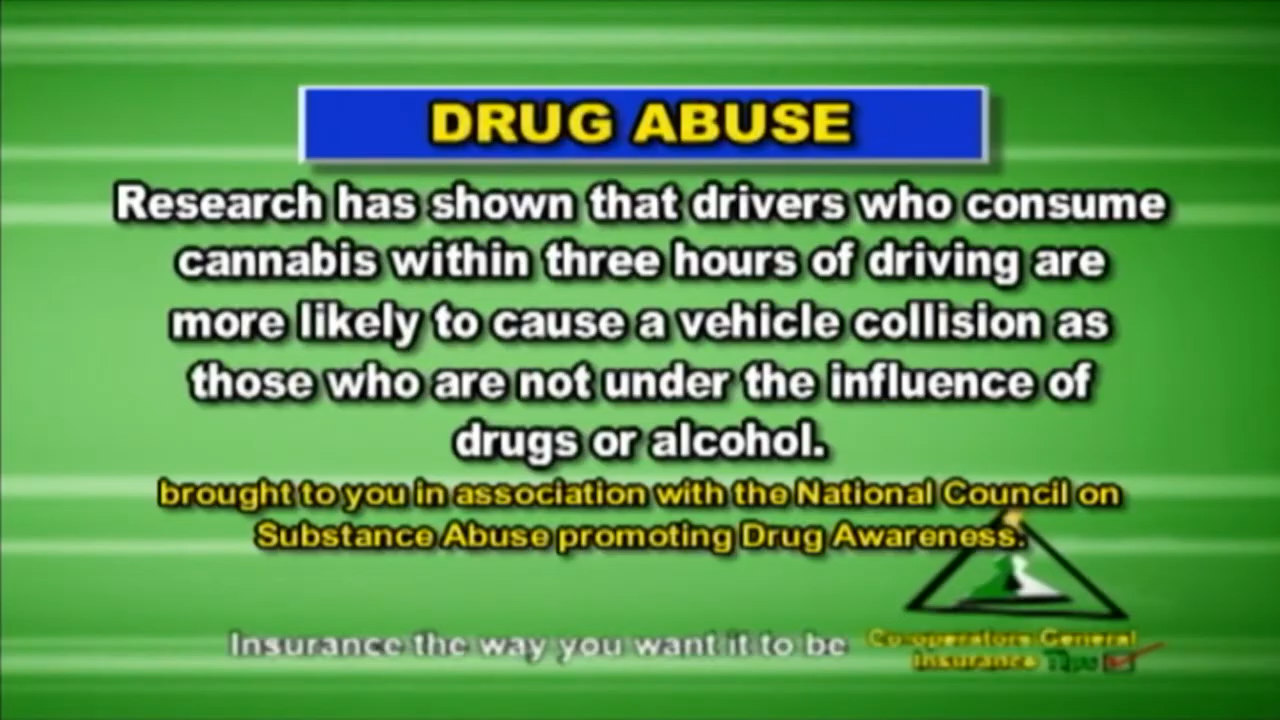 DRUG ABUSE
Research has shown that drivers who consume
cannabis within three hours of driving are
more likely to cause a vehicle collision as
those who are not under the influence of
drugs or alcohol.
brought to you in association with the National Council on
Substance Abuse promoting Drug Awareness.
Insurance the way you want it to be
Co-operators General
Insurance Tips